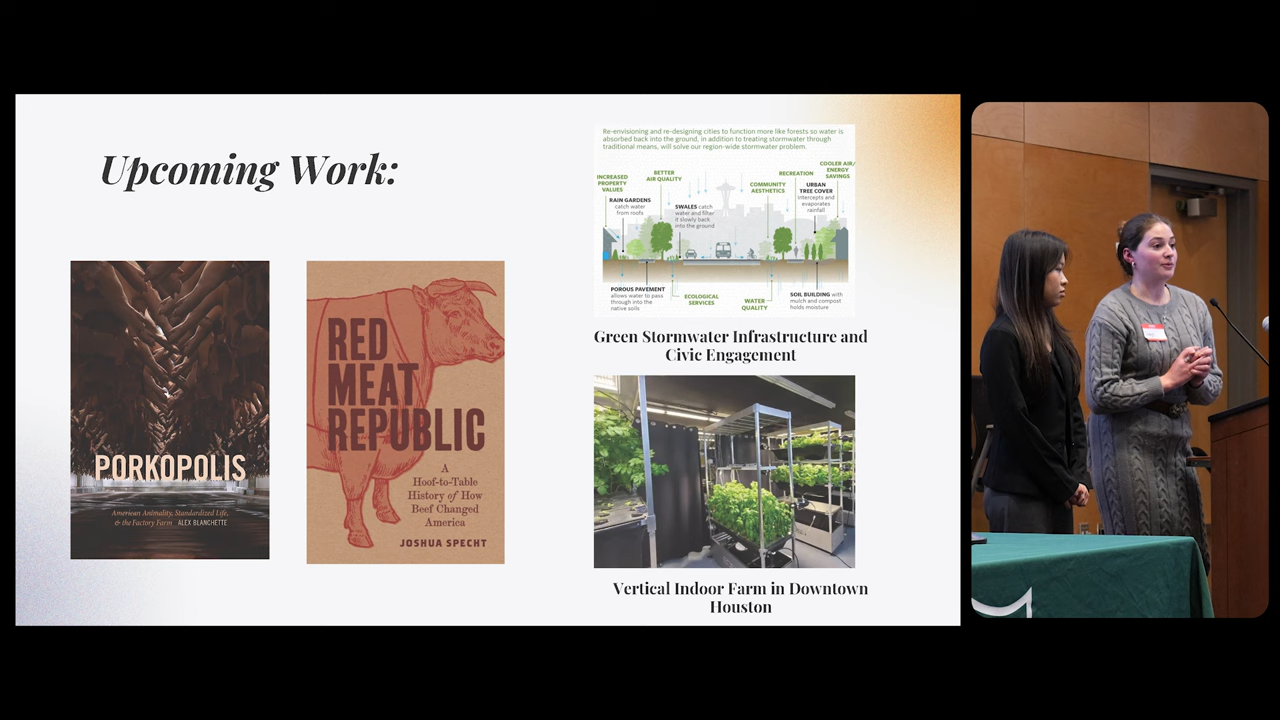 Upcoming Work:
PORKOPOLIS
American Animality, Standardized Life,
& the Factory Farm ALEX BLANCHETTE
RED
MEAT
REPUBLIC
A
Hoof-to-Table
History of How
Beef Changed
America
JOSHUA SPECHT
Re-envisioning and re-designing cities to function more like forests so water is
absorbed back into the ground, in addition to treating stormwater through
traditional means, will solve our region-wide stormwater problem.
INCREASED
PROPERTY
VALUES
BETTER
AIR QUALITY
COMMUNITY
AESTHETICS
RECREATION
COOLER AIR/
ENERGY
SAVINGS
RAIN GARDENS
catch water
from roofs
SWALES catch
water and filter
it slowly back
into the ground
URBAN
TREE COVER
intercepts and
evaporates
rainfall
POROUS PAVEMENT
allows water to pass
through into the
native soils
ECOLOGICAL
SERVICES
WATER
QUALITY
SOIL BUILDING with
mulch and compost
holds moisture
Green Stormwater Infrastructure and
Civic Engagement
Vertical Indoor Farm in Downtown
Houston